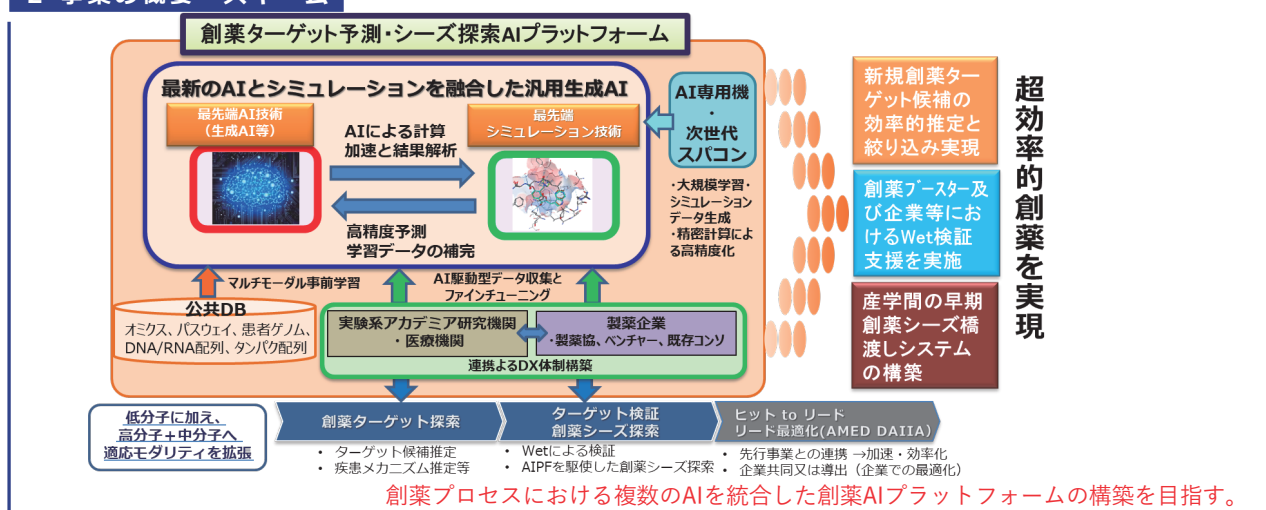 創薬ターゲット予測・シーズ探索AIプラットフォーム
最新のAIとシミュレーションを融合した汎用生成AI
最先端AI技術
（生成AI等）
AIによる計算
加速と結果解析
最先端
シミュレーション技術
高精度予測
学習データの補完
AI専用機
・
次世代
スパコン
・大規模学習・
シミュレーション
データ生成
・精密計算によ
る高精度化
マルチモーダル事前学習
AI駆動型データ収集と
ファインチューニング
公共DB
オミクス、パスウェイ、患者ゲノム、
DNA/RNA配列、タンパク配列
実験系アカデミア研究機関
・医療機関
製薬企業
・製薬協、ベンチャー、既存コンソ
連携よるDX体制構築
新規創薬ター
ゲット候補の
効率的推定と
絞り込み実現
創薬ブースター及
び企業等にお
けるWet検証
支援を実施
産学間の早期
創薬シーズ橋
渡しシステム
の構築
超効率的創薬を実現
低分子に加え、
高分子＋中分子へ
適応モダリティを拡張
創薬ターゲット探索
・ ターゲット候補推定
・ 疾患メカニズム推定等
ターゲット検証
創薬シーズ探索
・ Wetによる検証
・ AIPFを駆使した創薬シーズ探索
ヒット to リード
リード最適化(AMED DAIIA)
・ 先行事業との連携 →加速・効率化
・ 企業共同又は導出（企業での最適化）
創薬プロセスにおける複数のAIを統合した創薬AIプラットフォームの構築を目指す。